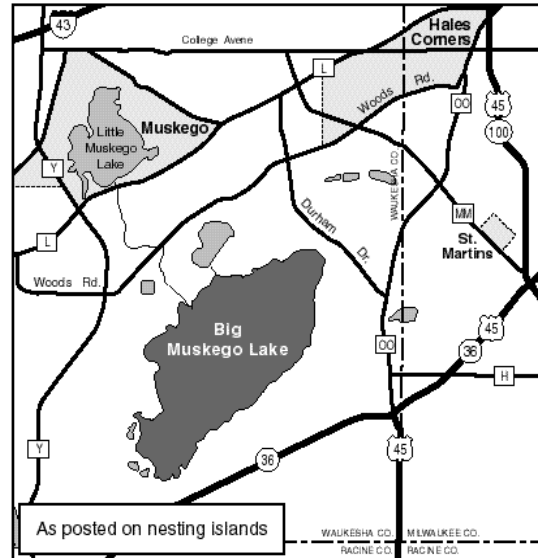 43
College Avene
Hales
Corners
L
Woods Rd.
OO
45
100
Little
Muskego
Lake
Muskego
Y
WAUKESHA CO.
MM
St.
Martins
L
Durham
Dr.
Woods Rd.
Big
Muskego Lake
OO
45
36
H
36
45
Y
As posted on nesting islands
WAUKESHA CO.
MILWAUKEE CO.
RACINE CO.
RACINE CO.